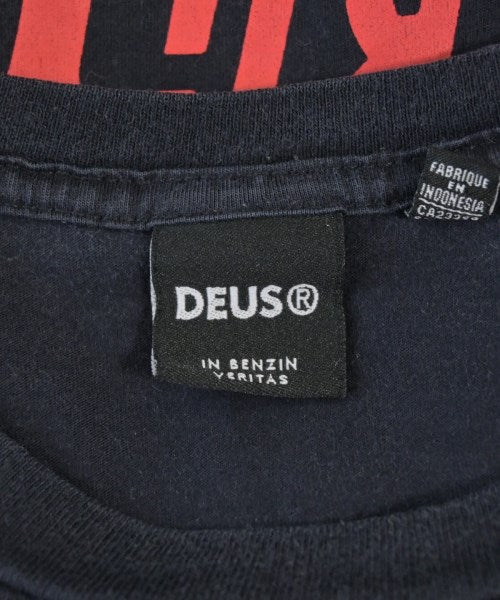 FABRIQUE
EN
INDONESIA
DEUS®
IN BENZIN
VERITAS